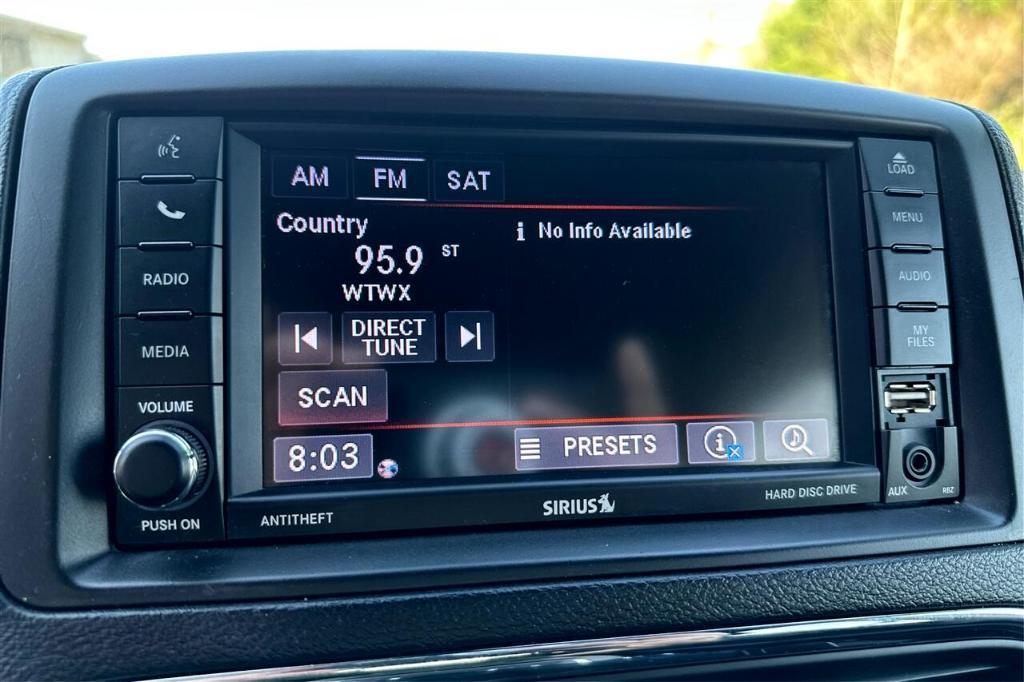 AM FM SAT
Country
95.9 ST
WTWX
DIRECT
TUNE
SCAN
8:03
No Info Available
PRESETS
RADIO
MEDIA
VOLUME
PUSH ON
ANTITHEFT
SIRIUS
HARD DISC DRIVE
LOAD
MENU
AUDIO
MY
FILES
AUX
RBZ